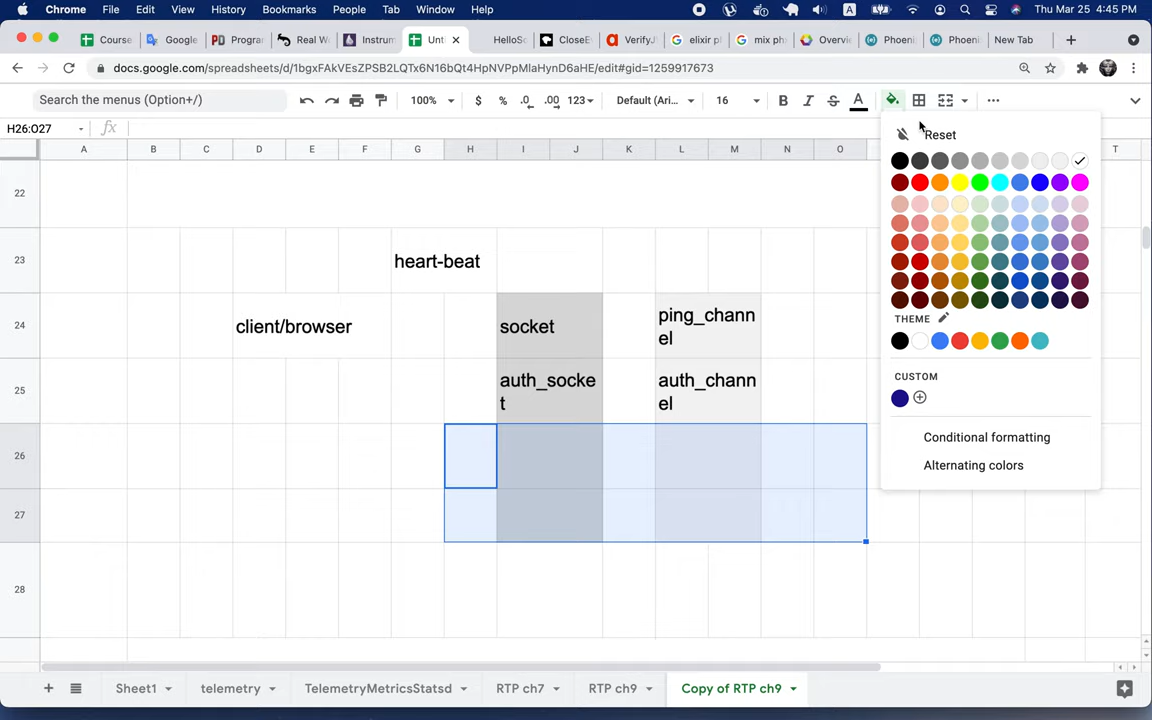 Chrome File Edit View History Bookmarks People Tab Window Help A Thu Mar 25 4:45 PM
Course Google PD Progra Real W Instrum Unti HelloSc CloseE VerifyJ elixir pl mix ph Overvi Phoeni Phoeni New Tab
docs.google.com/spreadsheets/d/1bgxFAkVEsZPSB2LQTx6N16bQt4HpNVPpMlaHynD6aHE/edit#gid=1259917673
Search the menus (Option+/) 100% $ % .0 .00 123 Default (Ari... 16 B I S A
H26:O27 fx
Reset
A B C D E F G H I J K L M N O T
22
23 heart-beat
24 client/browser socket ping_chann
el
25 auth_socke
t auth_chann
el
26
27
28
THEME
CUSTOM
Conditional formatting
Alternating colors
Sheet1 telemetry TelemetryMetricsStatsd RTP ch7 RTP ch9 Copy of RTP ch9